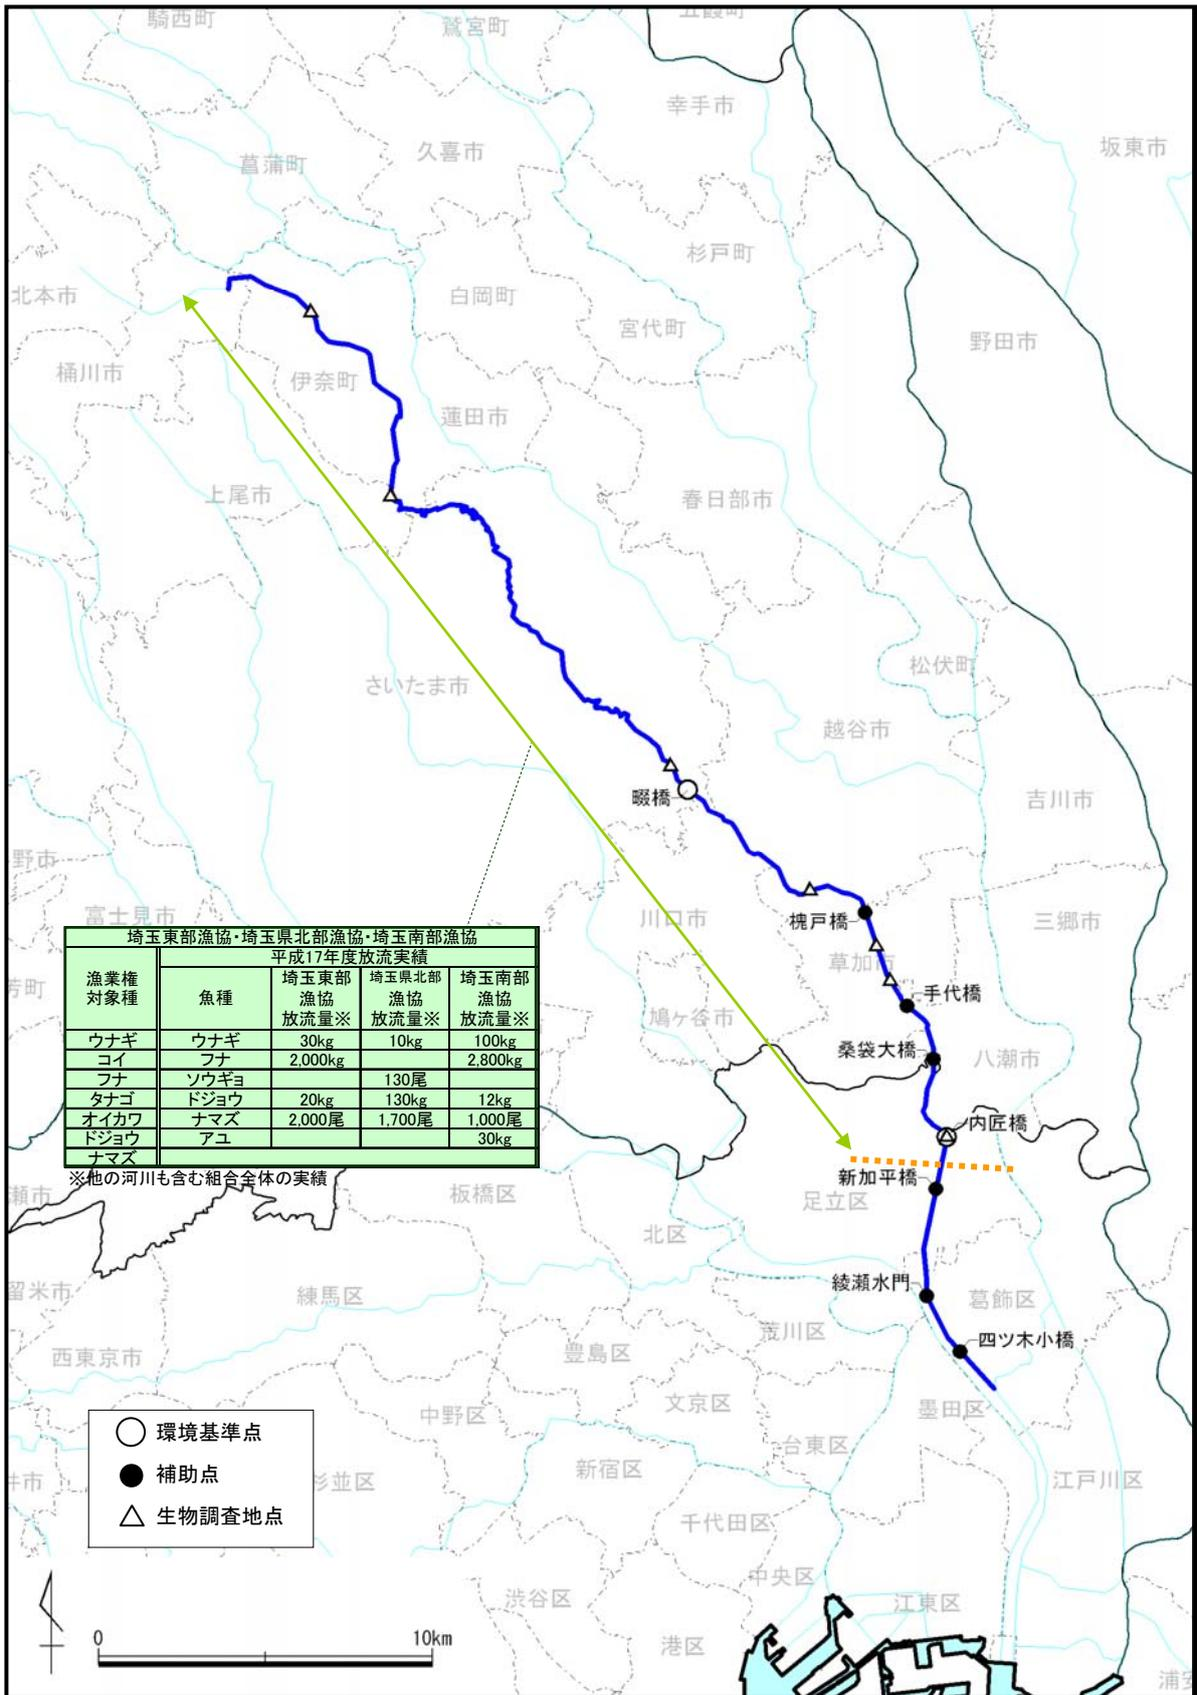 騎西町
鷲宮町
五霞町
幸手市
坂東市
久喜市
菖蒲町
杉戸町
北本市
白岡町
宮代町
野田市
桶川市
伊奈町
蓮田市
上尾市
春日部市
松伏町
さいたま市
越谷市
畷橋
吉川市
野市
富士見市
川口市
槐戸橋
三郷市
草加市
芳町
手代橋
鳩ヶ谷市
桑袋大橋
八潮市
内匠橋
新加平橋
足立区
瀬市
板橋区
北区
綾瀬水門
葛飾区
留米市
練馬区
荒川区
四ツ木小橋
西東京市
豊島区
文京区
墨田区
中野区
台東区
新宿区
井市
杉並区
江戸川区
千代田区
中央区
渋谷区
江東区
港区
浦安
埼玉東部漁協・埼玉県北部漁協・埼玉南部漁協
漁業権対象種 平成17年度放流実績
魚種 埼玉東部漁協放流量※ 埼玉県北部漁協放流量※ 埼玉南部漁協放流量※
ウナギ ウナギ 30kg 10kg 100kg
コイ フナ 2,000kg 2,800kg
フナ ソウギョ 130尾
タナゴ ドジョウ 20kg 130kg 12kg
オイカワ ナマズ 2,000尾 1,700尾 1,000尾
ドジョウ アユ 30kg
ナマズ
※他の河川も含む組合全体の実績
環境基準点
補助点
生物調査地点
0 10km